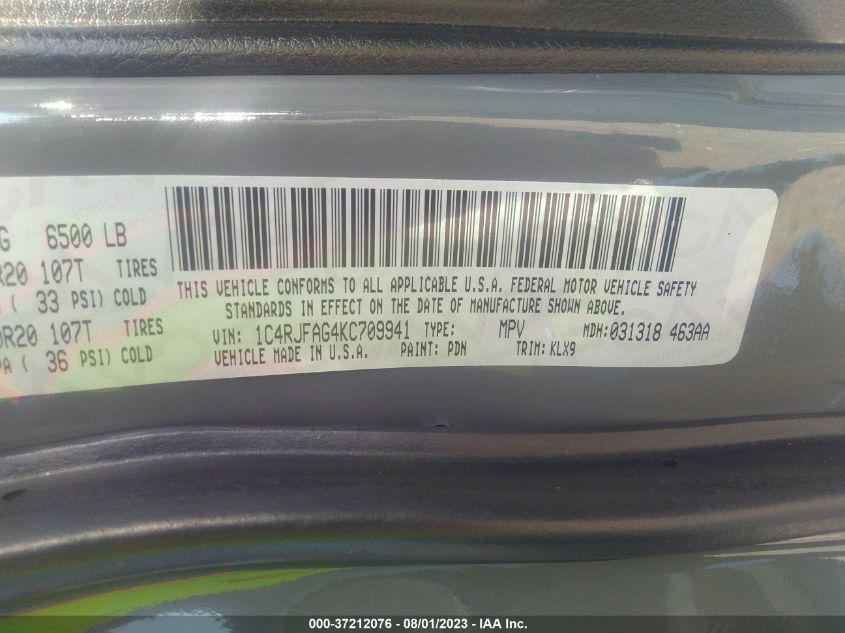 G 6500 LB
R20 107T TIRES
( 33 PSI) COLD
0R20 107T TIRES
PA ( 36 PSI) COLD
THIS VEHICLE CONFORMS TO ALL APPLICABLE U.S.A. FEDERAL MOTOR VEHICLE SAFETY
STANDARDS IN EFFECT ON THE DATE OF MANUFACTURE SHOWN ABOVE.
VIN: 1C4RJFAG4KC709941 TYPE: MPV MDH: 031318 463AA
VEHICLE MADE IN U.S.A. PAINT: PDN TRIM: KLX9
000-37212076 - 08/01/2023 - IAA Inc.